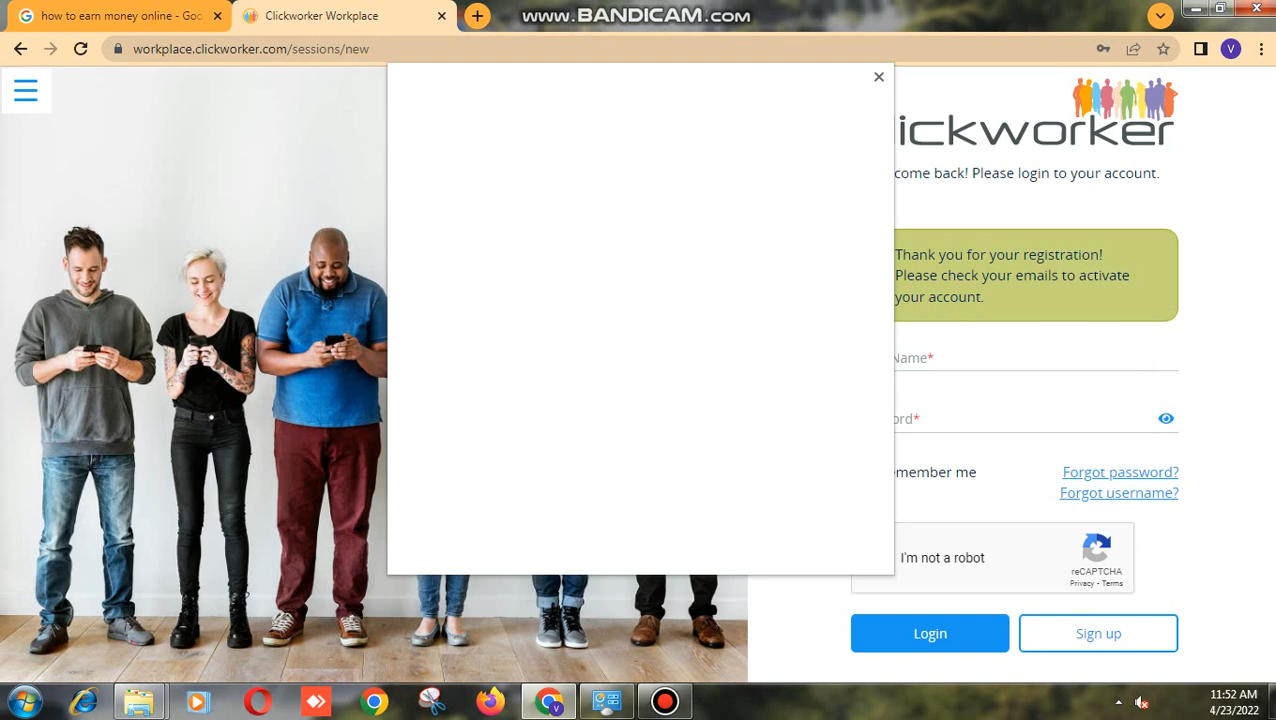 how to earn money online - Goo
Clickworker Workplace
www.BANDICAM.com
workplace.clickworker.com/sessions/new
V
lickworker
come back! Please login to your account.
Thank you for your registration!
Please check your emails to activate
your account.
Name*
ord*
emember me
Forgot password?
Forgot username?
I'm not a robot
reCAPTCHA
Privacy - Terms
Login
Sign up
11:52 AM
4/23/2022